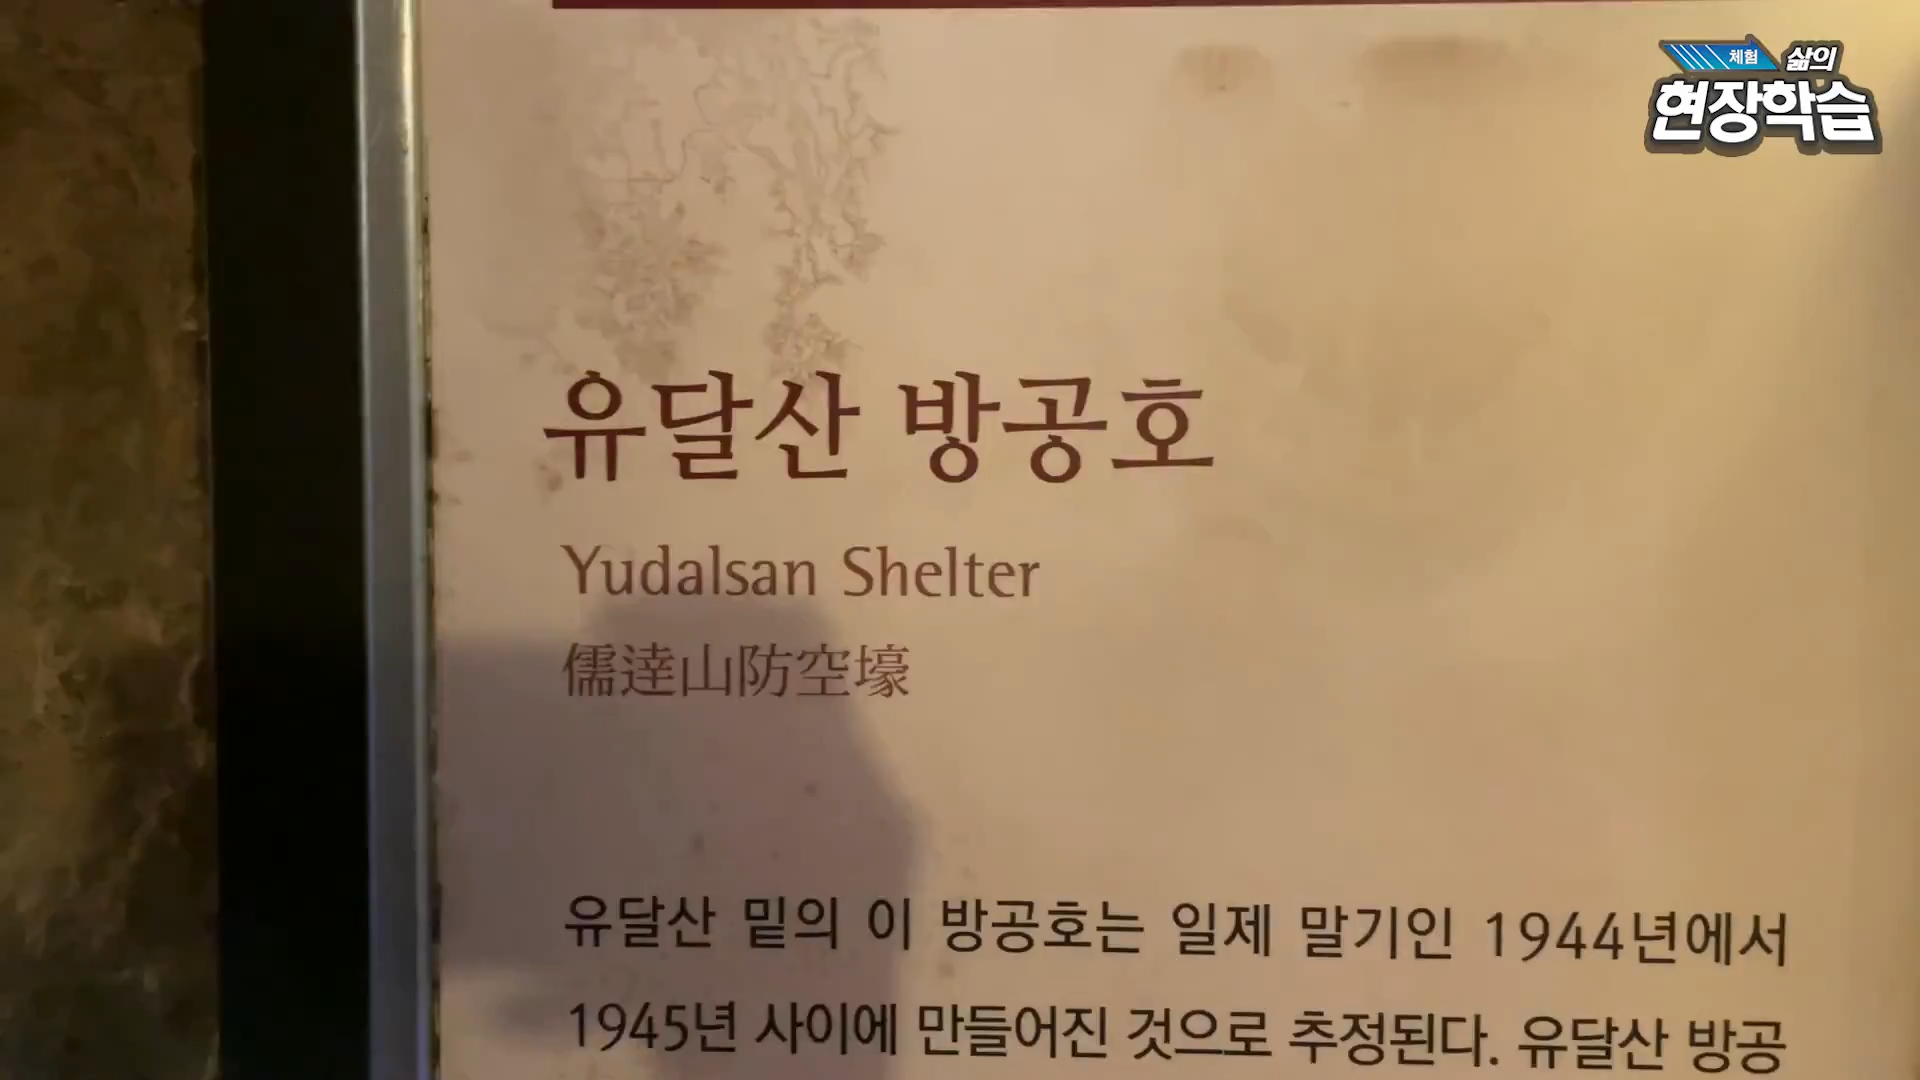 체험 삶의
현장학습
유달산 방공호
Yudalsan Shelter
儒達山防空壕
유달산 밑의 이 방공호는 일제 말기인 1944년에서
1945년 사이에 만들어진 것으로 추정된다. 유달산 방공